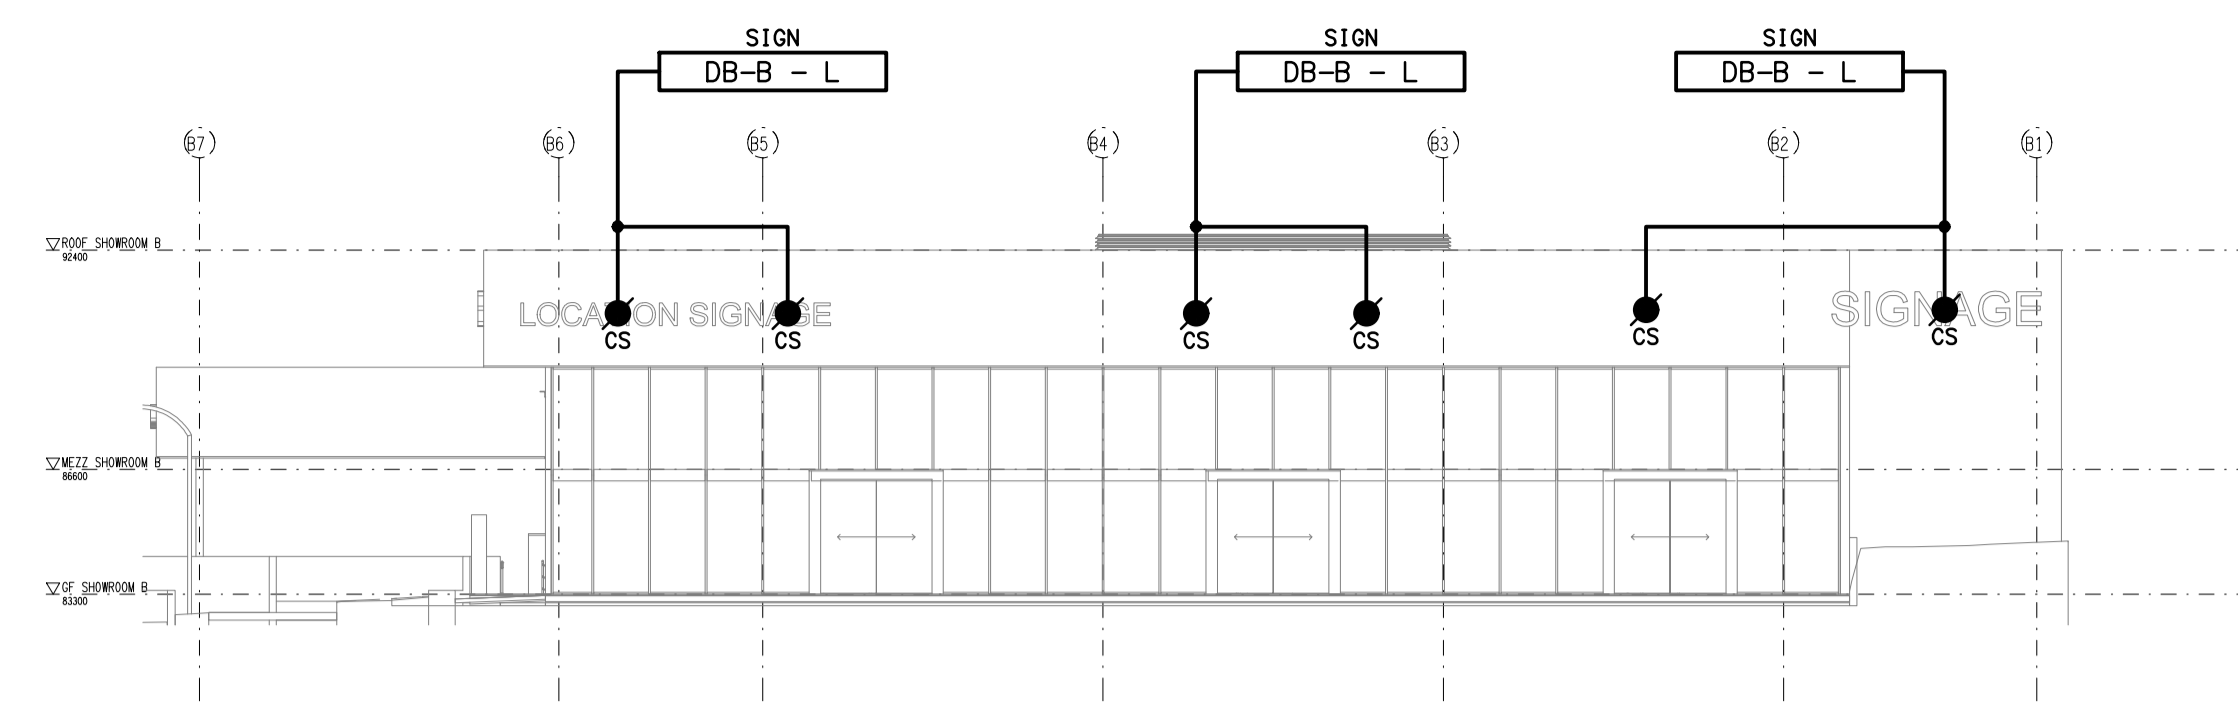 SIGN
DB-B - L
SIGN
DB-B - L
SIGN
DB-B - L
B7
B6
B5
B4
B3
B2
B1
ROOF SHOWROOM B
92400
LOCATION SIGNAGE
SIGNAGE
CS
CS
CS
CS
CS
CS
MEZZ SHOWROOM B
86600
GF SHOWROOM B
83300